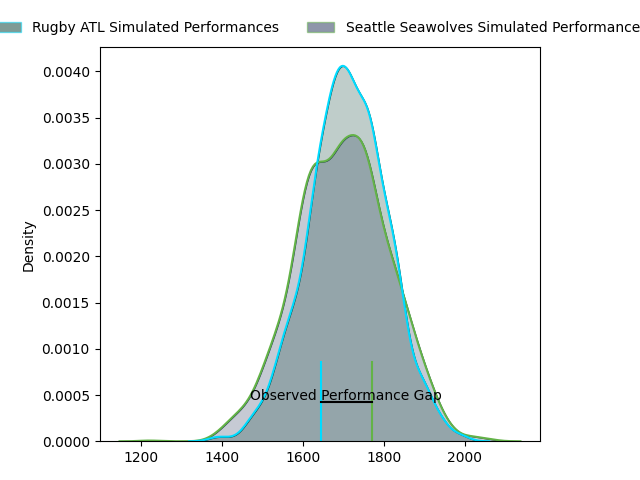 Rugby ATL Simulated Performances
Seattle Seawolves Simulated Performance
0.0040
0.0035
0.0030
0.0025
0.0020
0.0015
0.0010
0.0005
0.0000
Density
Observed Performance Gap
1200 1400 1600 1800 2000